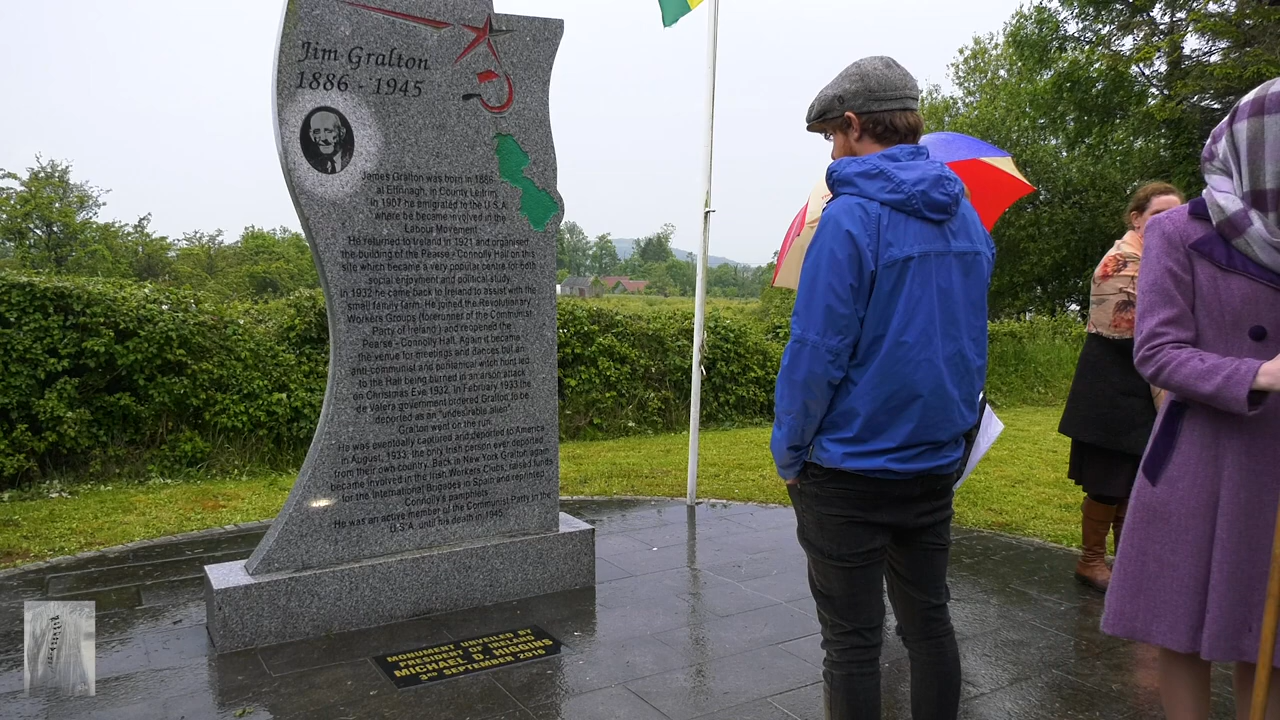 Jim Gralton
1886 - 1945
James Gralton was born in 1886
at Effrinagh, in County Leitrim,
In 1907 he emigrated to the U.S.A.
where be became involved in the
Labour Movement.
He returned to Ireland in 1921 and organised
the building of the Pearse - Connolly Hall on this
site which became a very popular centre for both
social enjoyment and political study.
In 1932 he came back to Ireland to assist with the
small family farm. He joined the Revolutionary
Workers Groups (forerunners of the Communist
Party of Ireland) and reopened the
Pearse - Connolly Hall. Again it became
the venue for meetings and dances but an
anti-communist and puritanical witch hunt led
to the Hall being burned in an arson attack
on Christmas Eve 1932. In February 1933 the
de Valera government ordered Gralton to be
deported as an "undesirable alien"
Gralton went on the run.
He was eventually captured and deported to America
in August, 1933, the only Irish person ever deported
from their own country. Back in New York Gralton again
became involved in the Irish Workers Clubs, raised funds
for the International Brigades in Spain and reprinted
Connolly's pamphlets.
He was an active member of the Communist Party in the
U.S.A. until his death in 1945.
MONUMENT UNVEILED BY
PRESIDENT OF IRELAND
MICHAEL D. HIGGINS
3RD SEPTEMBER 2016